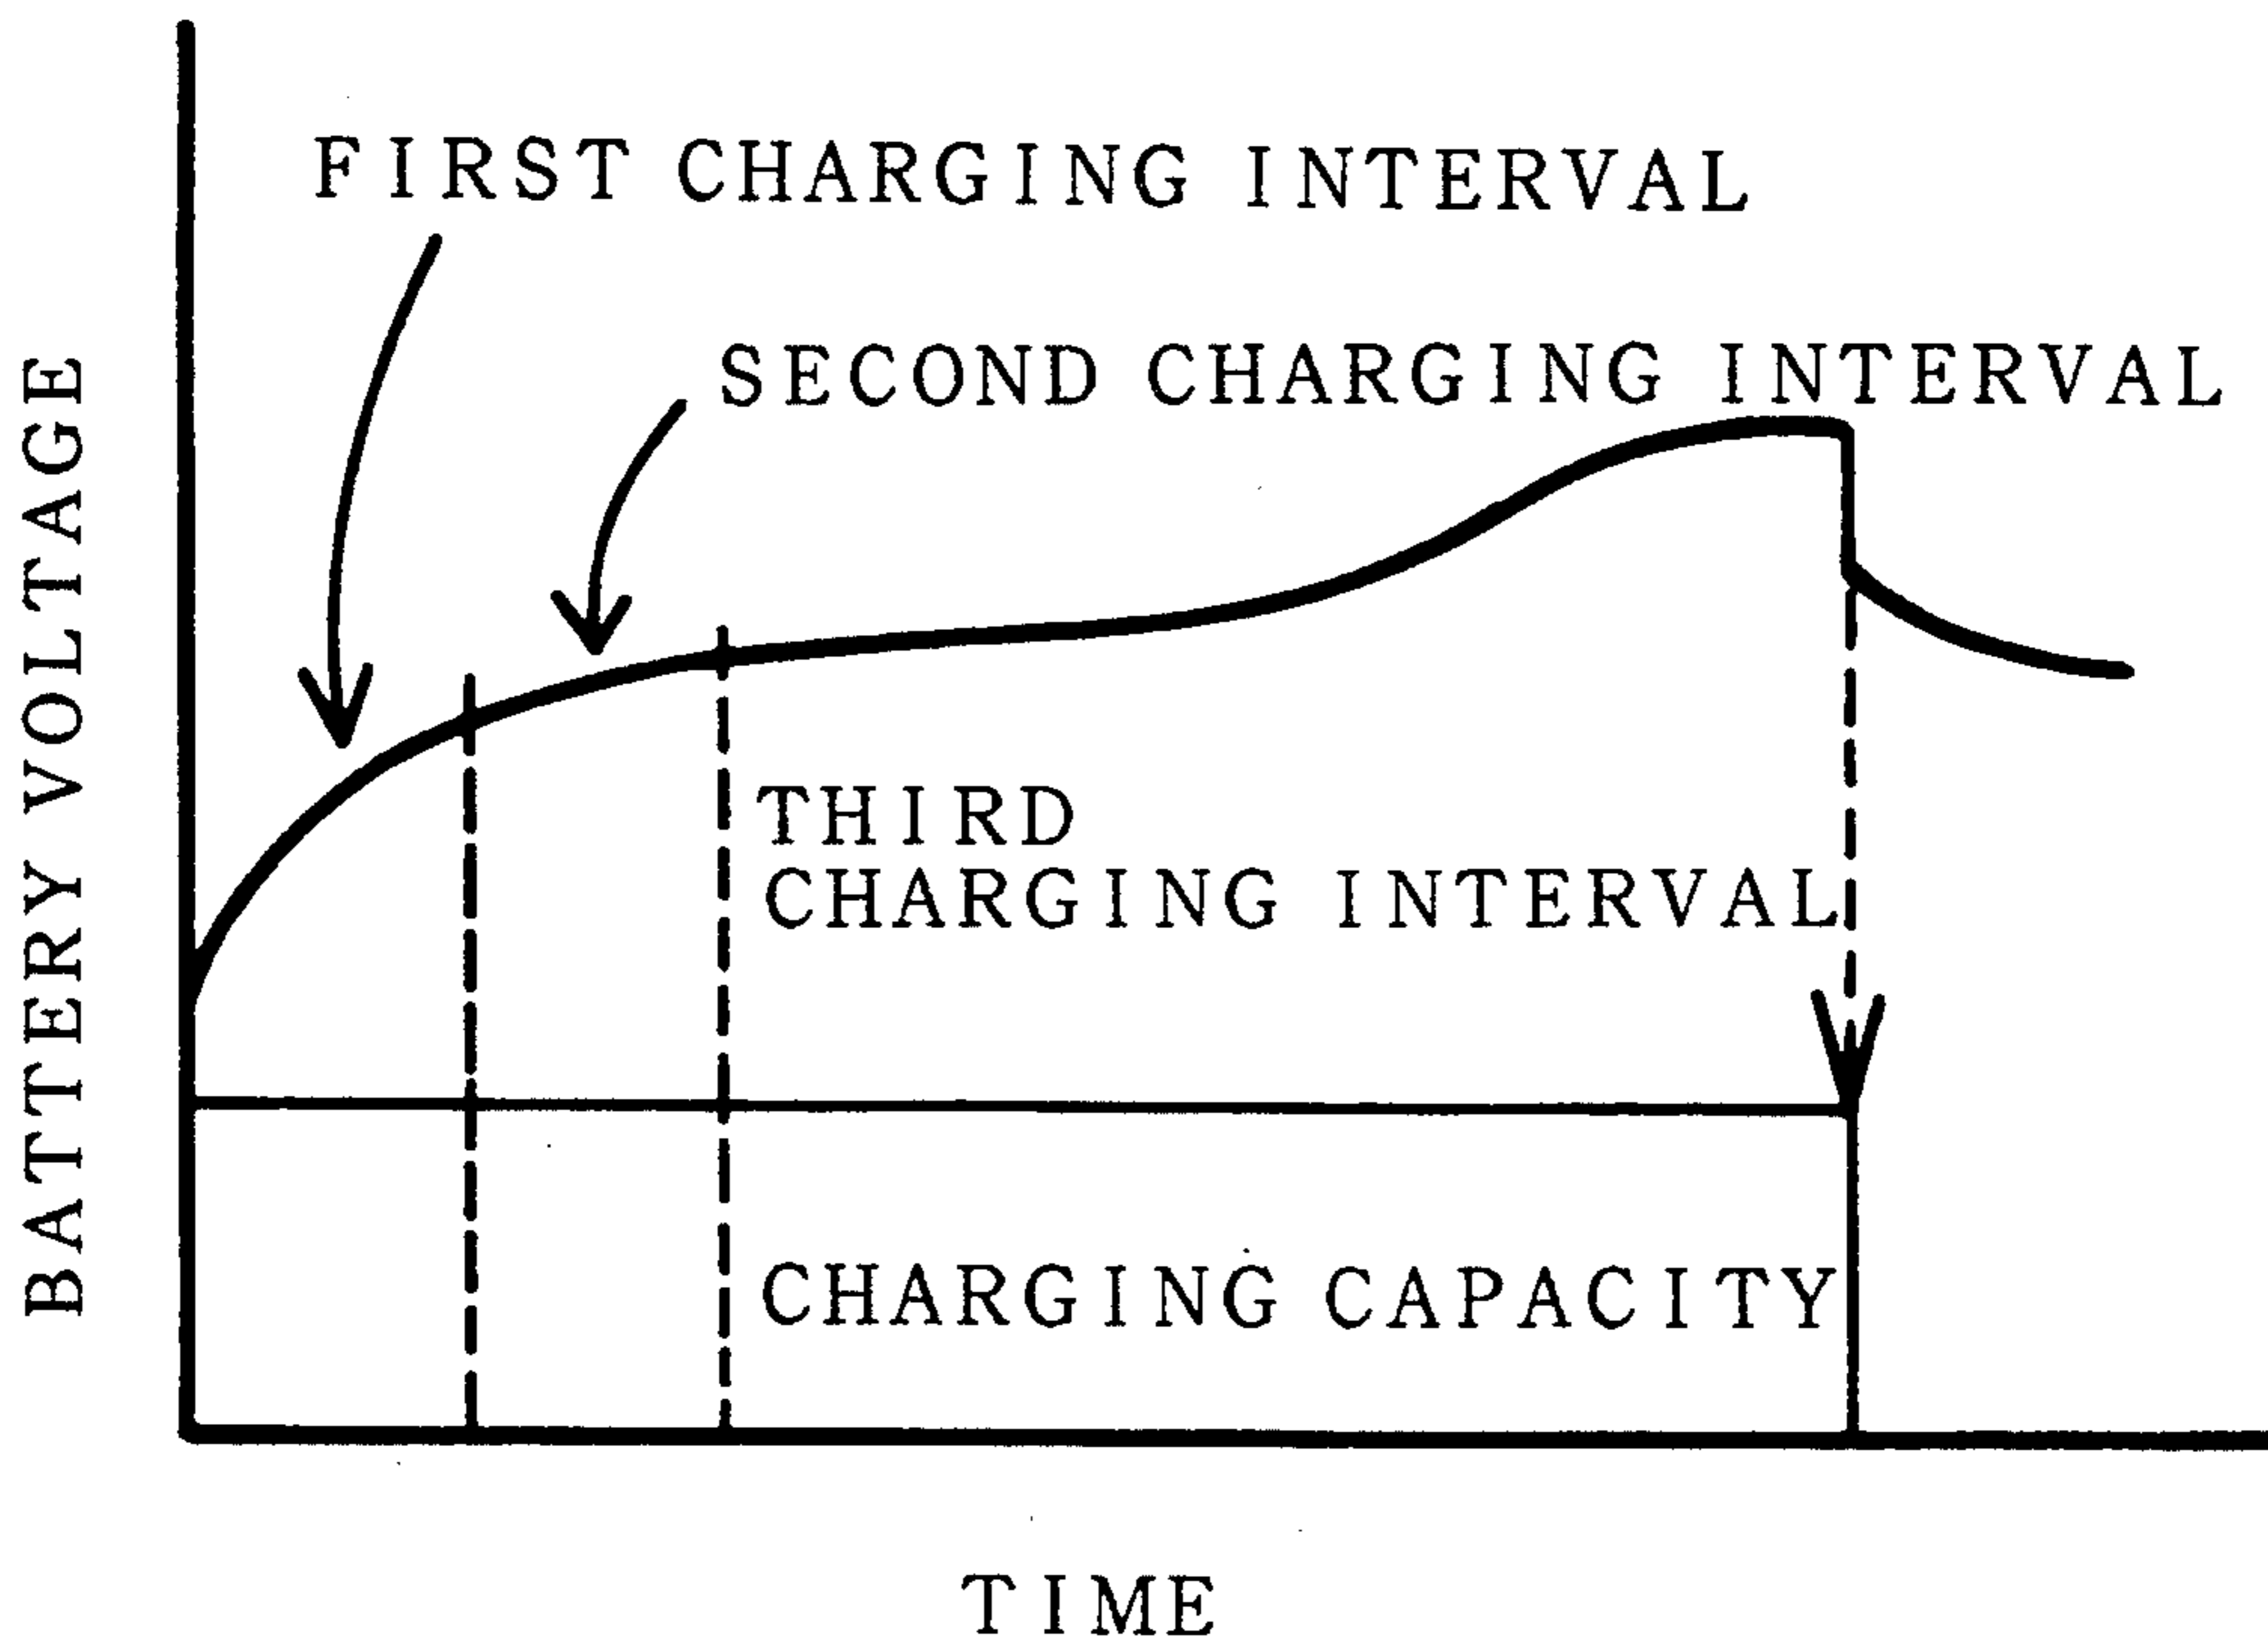 FIRST CHARGING INTERVAL
SECOND CHARGING INTERVAL
BATTERY VOLTAGE
THIRD
CHARGING INTERVAL
CHARGING CAPACITY
TIME